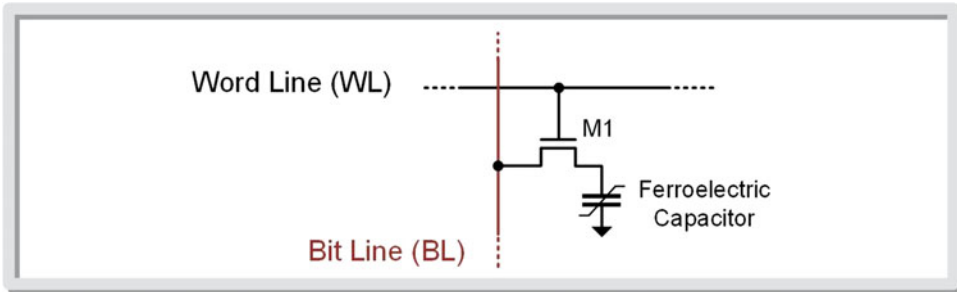 Word Line (WL)
M1
Ferroelectric
Capacitor
Bit Line (BL)